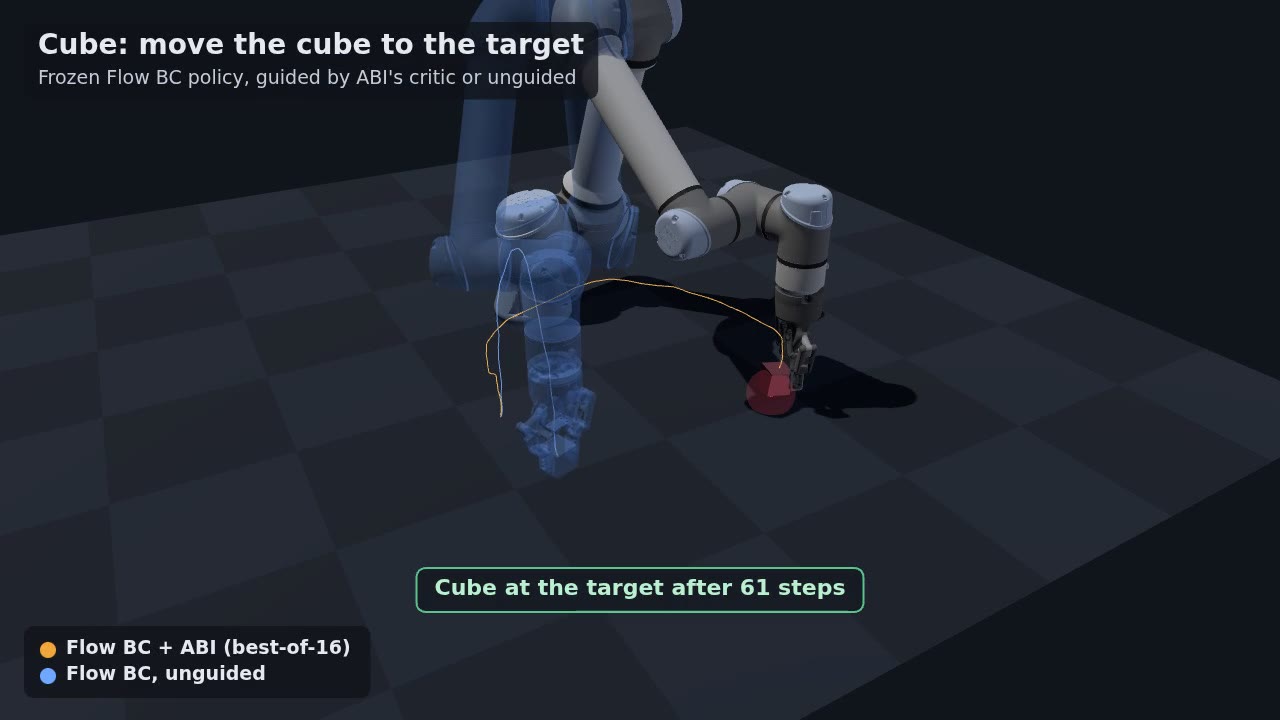 Cube: move the cube to the target
Frozen Flow BC policy, guided by ABI's critic or unguided
Cube at the target after 61 steps
Flow BC + ABI (best-of-16)
Flow BC, unguided